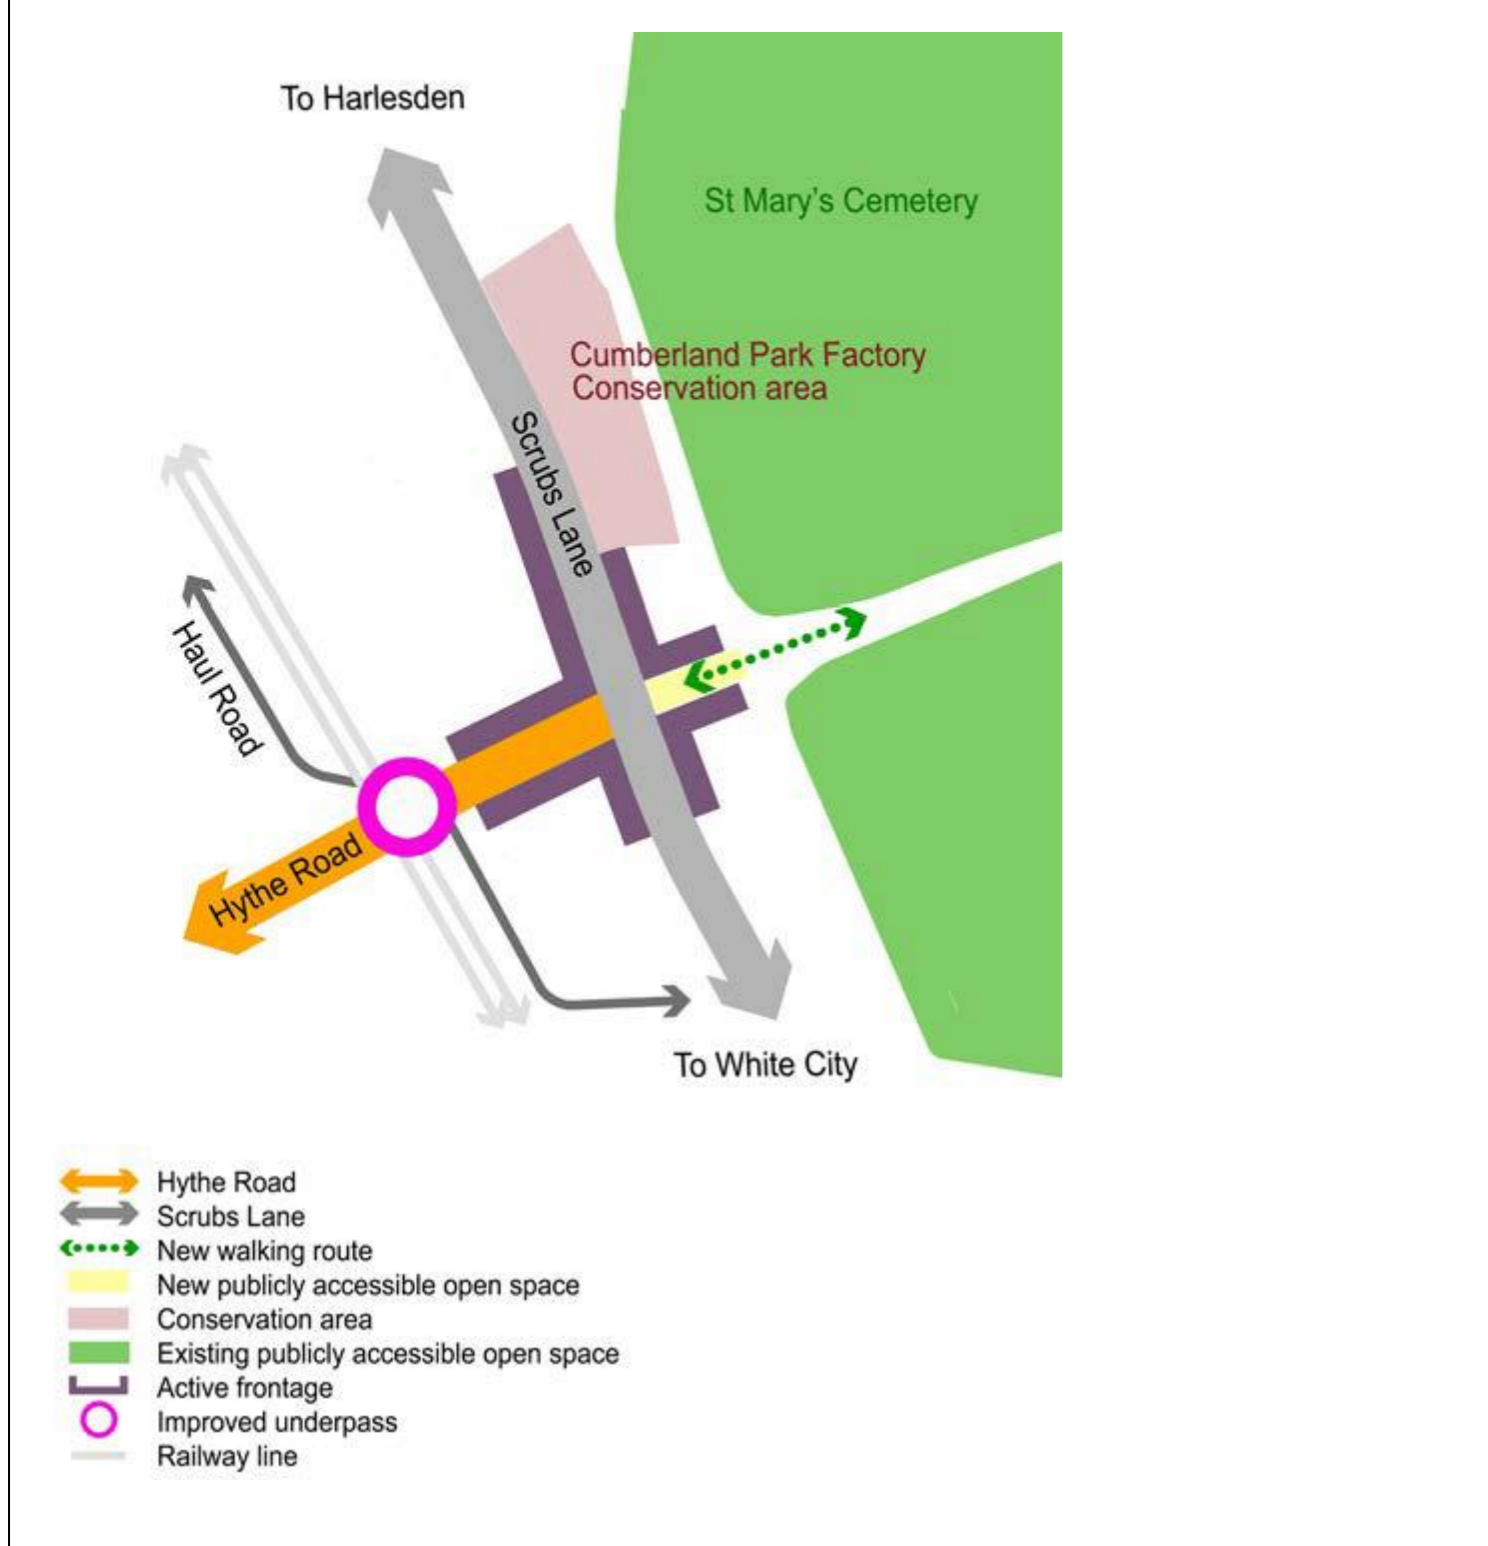 To Harlesden
St Mary's Cemetery
Cumberland Park Factory
Conservation area
Scrubs Lane
Haul Road
Hythe Road
To White City
Hythe Road
Scrubs Lane
New walking route
New publicly accessible open space
Conservation area
Existing publicly accessible open space
Active frontage
Improved underpass
Railway line